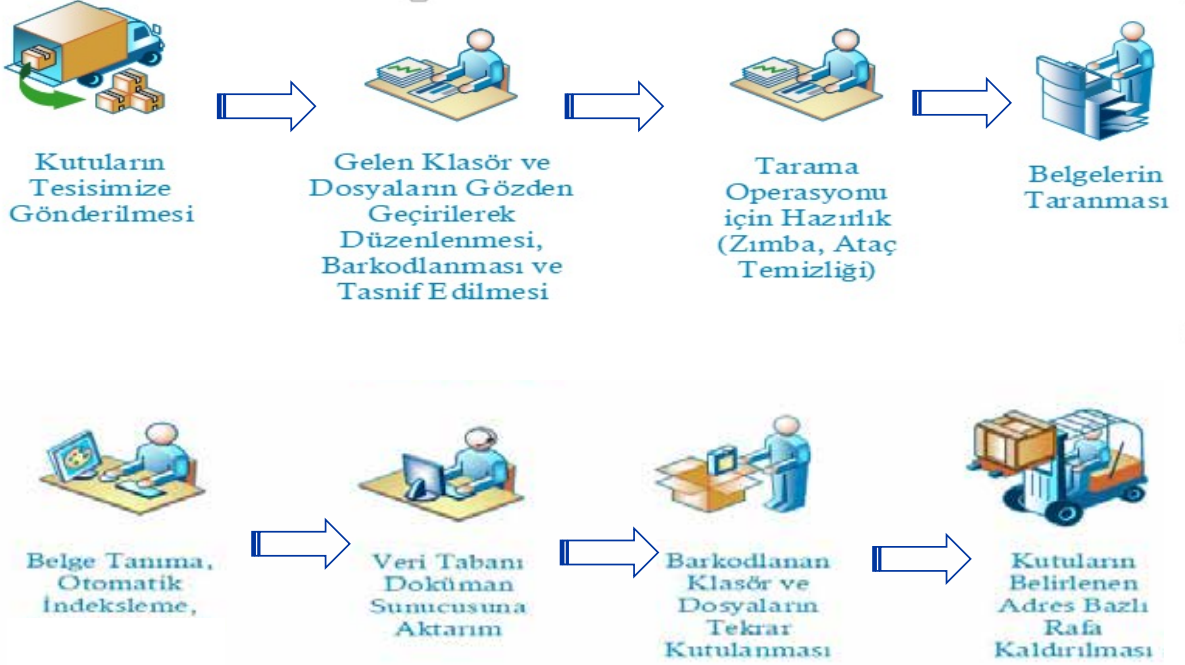 Kutuların
Tesisimize
Gönderilmesi
Gelen Klasör ve
Dosyaların Gözden
Geçirilerek
Düzenlenmesi,
Barkodlanması ve
Tasnif Edilmesi
Tarama
Operasyonu
için Hazırlık
(Zımba, Ataç
Temizliği)
Belgelerin
Taranması
Belge Tanıma,
Otomatik
İndeksleme,
Veri Tabanı
Doküman
Sunucusuna
Aktarım
Barkodlanan
Klasör ve
Dosyaların
Tekrar
Kutulanması
Kutuların
Belirlenen
Adres Bazlı
Rafa
Kaldırılması